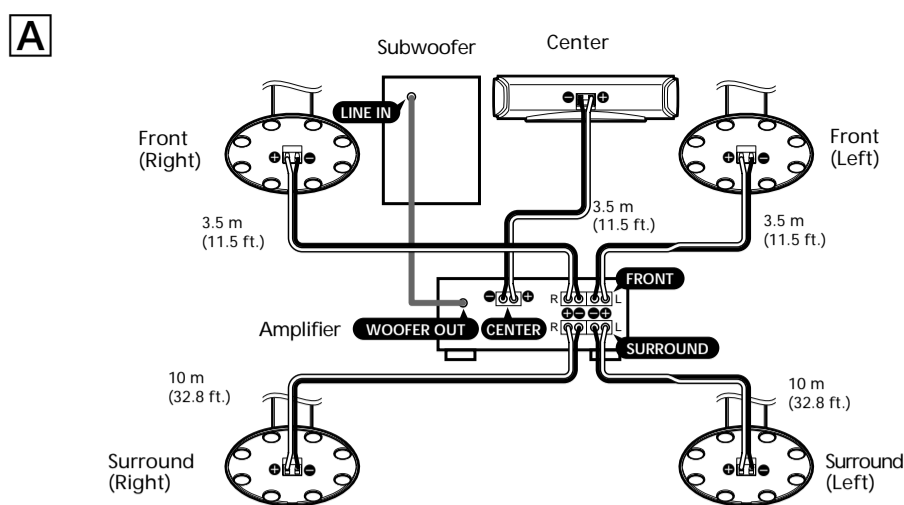 A
Subwoofer
Center
LINE IN
Front
(Right)
Front
(Left)
3.5 m
(11.5 ft.)
3.5 m
(11.5 ft.)
3.5 m
(11.5 ft.)
FRONT
R
L
Amplifier
WOOFER OUT
CENTER
R
L
SURROUND
10 m
(32.8 ft.)
10 m
(32.8 ft.)
Surround
(Right)
Surround
(Left)